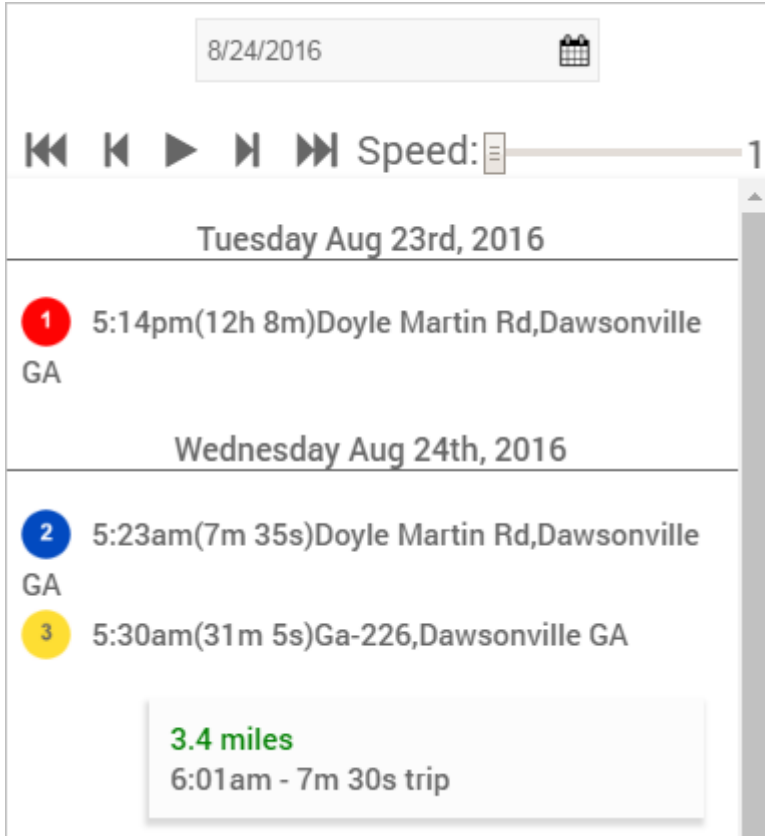 8/24/2016
Speed: 1
Tuesday Aug 23rd, 2016
1 5:14pm(12h 8m)Doyle Martin Rd,Dawsonville
GA
Wednesday Aug 24th, 2016
2 5:23am(7m 35s)Doyle Martin Rd,Dawsonville
GA
3 5:30am(31m 5s)Ga-226,Dawsonville GA
3.4 miles
6:01am - 7m 30s trip